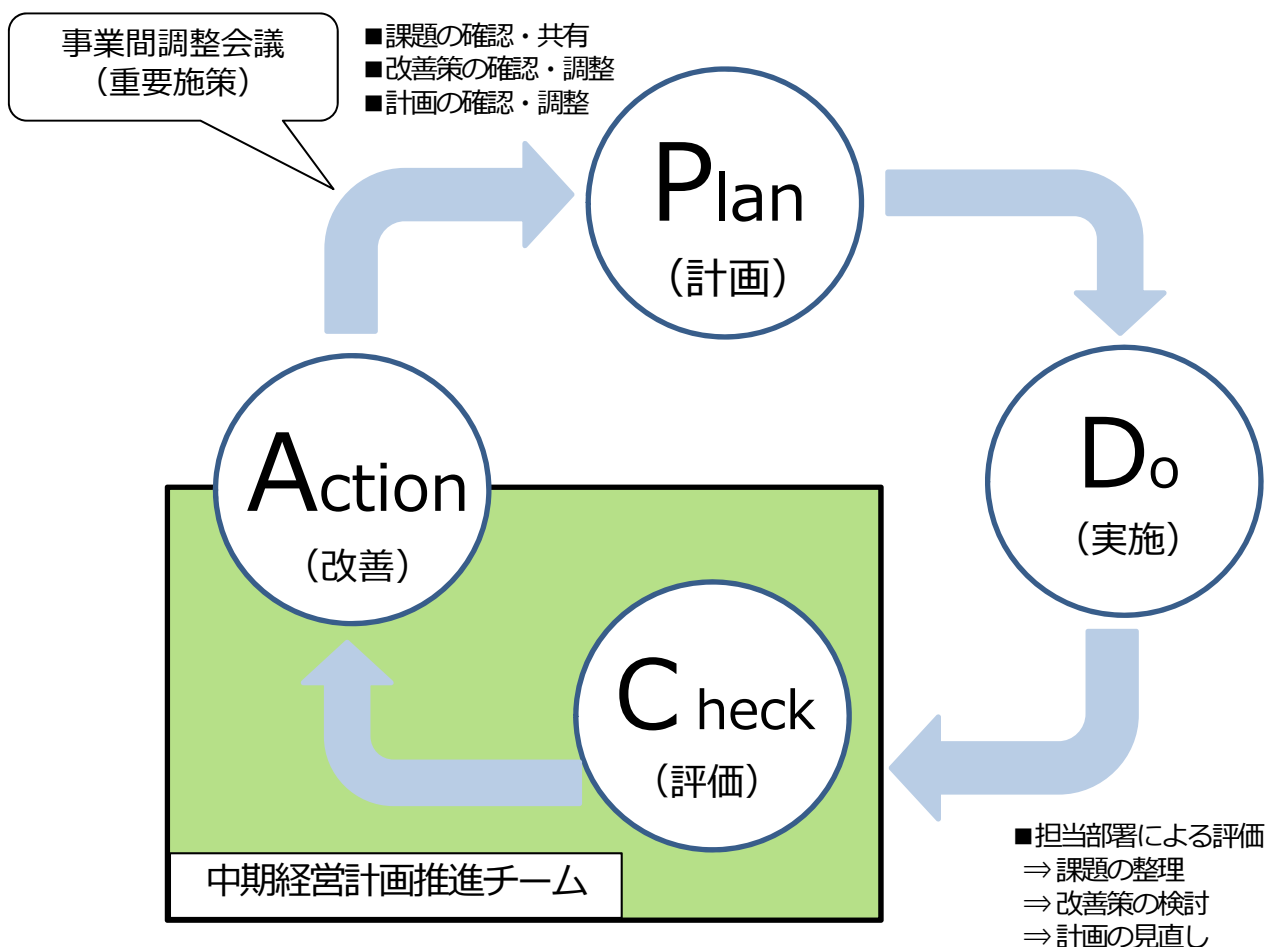 事業間調整会議
（重要施策）
■課題の確認・共有
■改善策の確認・調整
■計画の確認・調整
Plan
（計画）
Do
（実施）
Action
（改善）
Check
（評価）
中期経営計画推進チーム
■担当部署による評価
⇒課題の整理
⇒改善策の検討
⇒計画の見直し